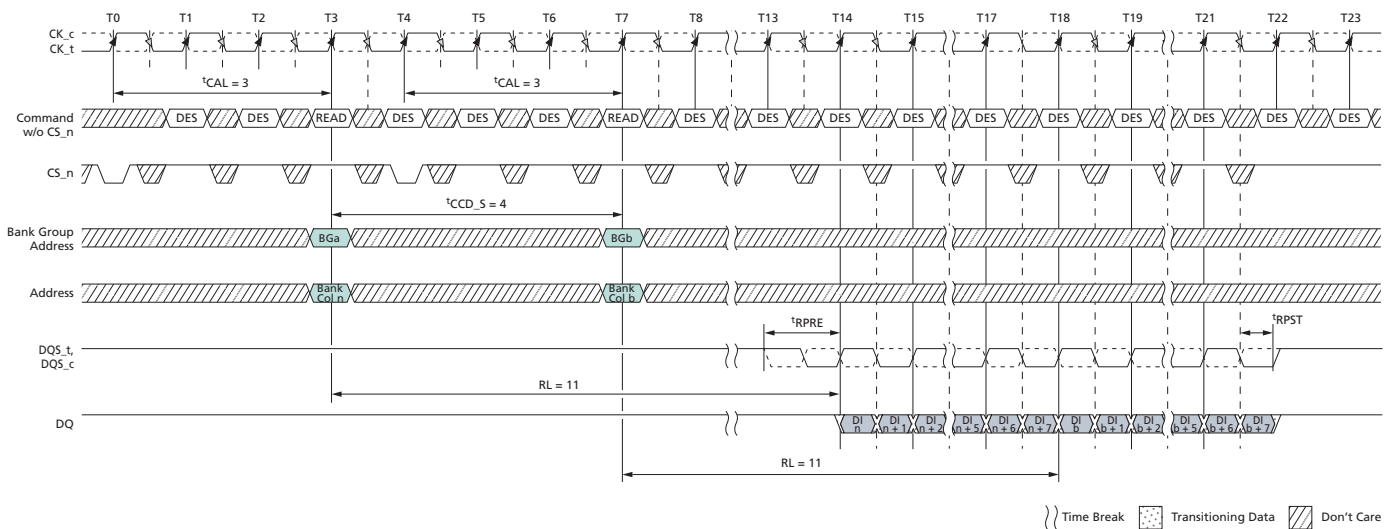 T0 T1 T2 T3 T4 T5 T6 T7 T8 T13 T14 T15 T17 T18 T19 T21 T22 T23
CK_c
CK_t
tCAL = 3 tCAL = 3
Command
w/o CS_n
DES DES READ DES DES DES READ DES DES DES DES DES DES DES DES DES DES
CS_n
tCCD_S = 4
Bank Group
Address
BGa BGb
Address
Bank
Col n
Bank
Col b
tRPRE tRPST
DQS_t,
DQS_c
RL = 11
DQ
DI
n
DI
n + 1
DI
n + 2
DI
n + 5
DI
n + 6
DI
n + 7
DI
b
DI
b + 1
DI
b + 2
DI
b + 5
DI
b + 6
DI
b + 7
RL = 11
Time Break Transitioning Data Don't Care